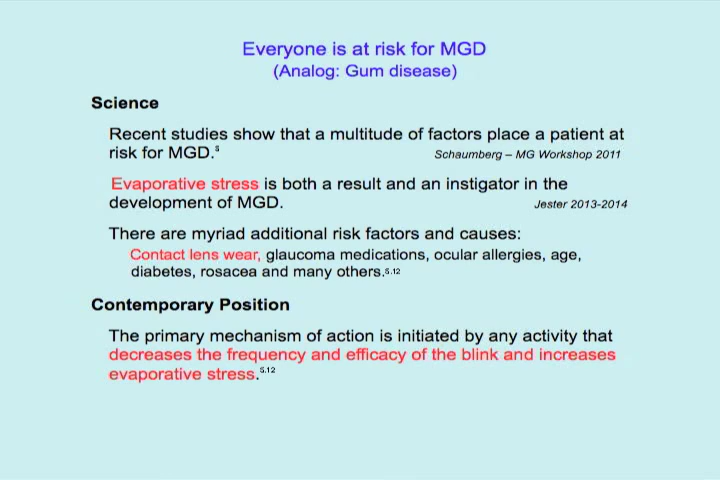 Everyone is at risk for MGD
(Analog: Gum disease)
Science
Recent studies show that a multitude of factors place a patient at
risk for MGD.⁵ Schaumberg – MG Workshop 2011
Evaporative stress is both a result and an instigator in the
development of MGD. Jester 2013-2014
There are myriad additional risk factors and causes:
Contact lens wear, glaucoma medications, ocular allergies, age,
diabetes, rosacea and many others.⁵·¹²
Contemporary Position
The primary mechanism of action is initiated by any activity that
decreases the frequency and efficacy of the blink and increases
evaporative stress.⁵·¹²